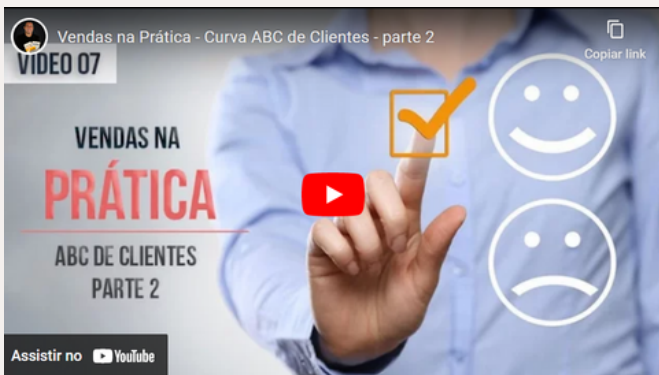 Vendas na Prática - Curva ABC de Clientes - parte 2
Copiar link
VÍDEO 07
VENDAS NA
PRÁTICA
ABC DE CLIENTES
PARTE 2
Assistir no YouTube